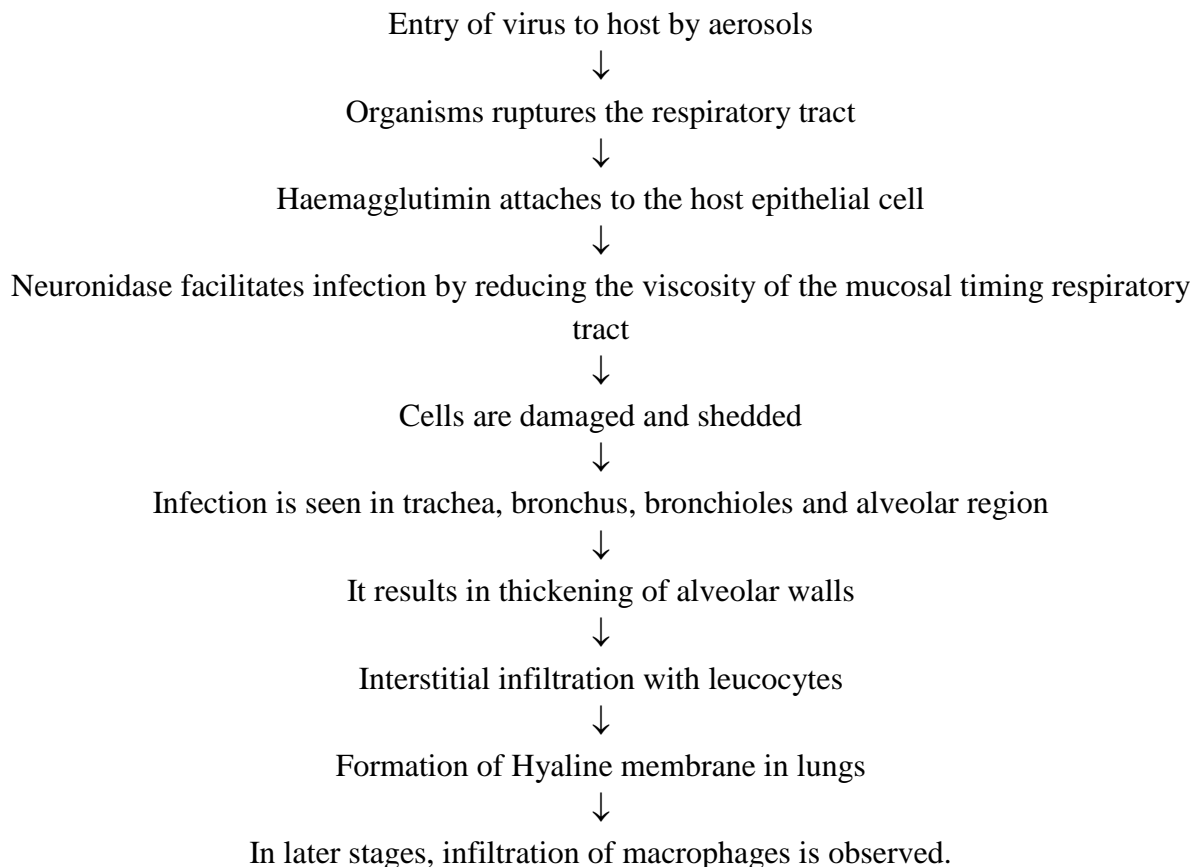 Entry of virus to host by aerosols
↓
Organisms ruptures the respiratory tract
↓
Haemagglutimin attaches to the host epithelial cell
↓
Neuronidase facilitates infection by reducing the viscosity of the mucosal timing respiratory
tract
↓
Cells are damaged and shedded
↓
Infection is seen in trachea, bronchus, bronchioles and alveolar region
↓
It results in thickening of alveolar walls
↓
Interstitial infiltration with leucocytes
↓
Formation of Hyaline membrane in lungs
↓
In later stages, infiltration of macrophages is observed.